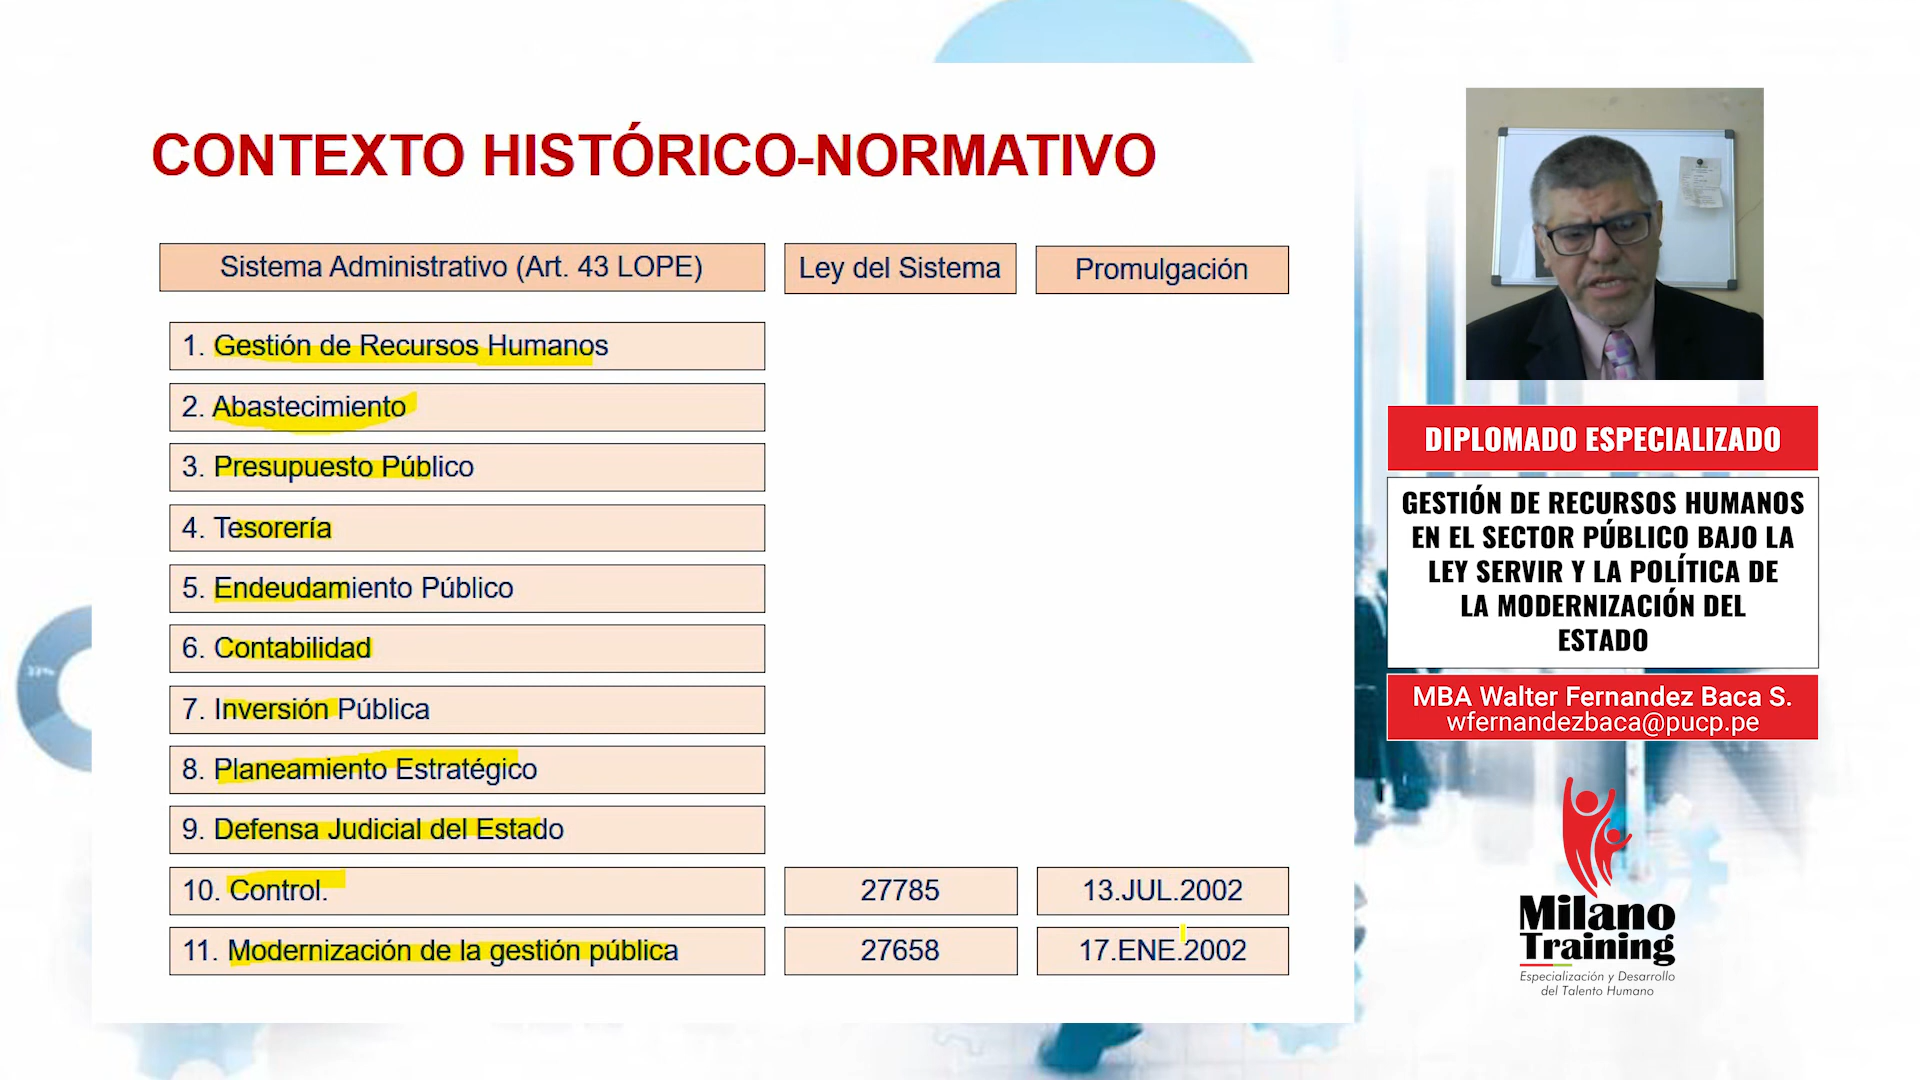 CONTEXTO HISTÓRICO-NORMATIVO
Sistema Administrativo (Art. 43 LOPE)
Ley del Sistema
Promulgación
1. Gestión de Recursos Humanos
2. Abastecimiento
3. Presupuesto Público
4. Tesorería
5. Endeudamiento Público
6. Contabilidad
7. Inversión Pública
8. Planeamiento Estratégico
9. Defensa Judicial del Estado
10. Control.
27785
13.JUL.2002
11. Modernización de la gestión pública
27658
17.ENE.2002
DIPLOMADO ESPECIALIZADO
GESTIÓN DE RECURSOS HUMANOS
EN EL SECTOR PÚBLICO BAJO LA
LEY SERVIR Y LA POLÍTICA DE
LA MODERNIZACIÓN DEL
ESTADO
MBA Walter Fernandez Baca S.
wfernandezbaca@pucp.pe
Milano
Training
Especialización y Desarrollo
del Talento Humano